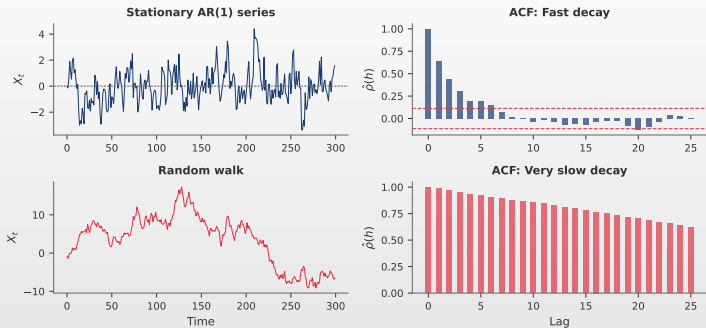 Stationary AR(1) series
X_t
4
2
0
−2
0 50 100 150 200 250 300
ACF: Fast decay
ρ̂(h)
1.00
0.75
0.50
0.25
0.00
0 5 10 15 20 25
Random walk
X_t
10
0
−10
0 50 100 150 200 250 300
Time
ACF: Very slow decay
ρ̂(h)
1.00
0.75
0.50
0.25
0.00
0 5 10 15 20 25
Lag